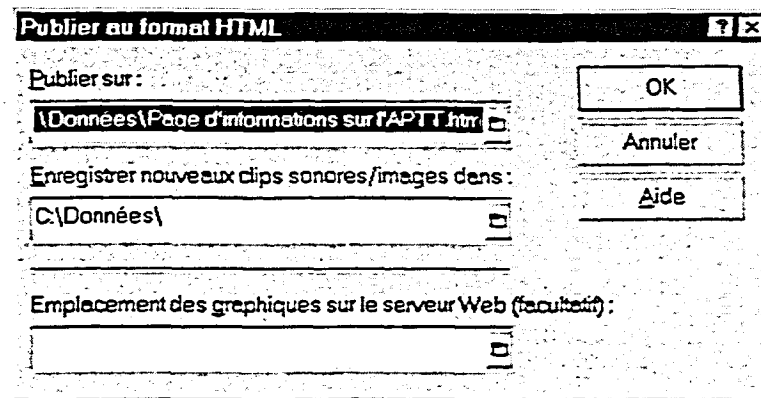 Publier au format HTML
Publier sur :
\Données\Page d'informations sur l'APTT.htm
Enregistrer nouveaux clips sonores/images dans :
C:\Données\
Emplacement des graphiques sur le serveur Web (facultatif) :
OK
Annuler
Aide